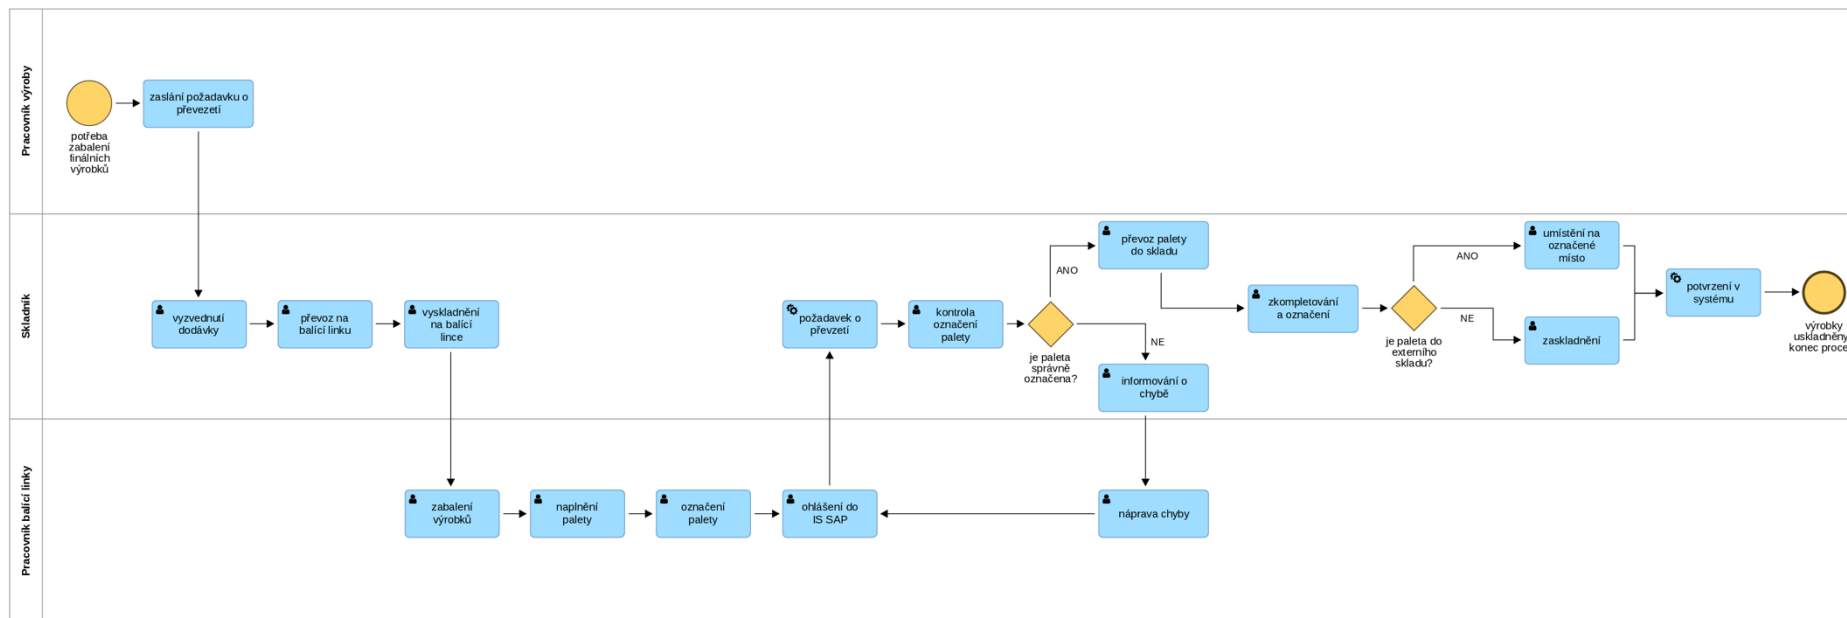 Pracovník výroby
potřeba
zabalení
finálních
výrobků
zaslání požadavku o
převezetí
Skladník
vyzvednutí
dodávky
převoz na
balící linku
vyskladnění
na balící
lince
požadavek o
převzetí
kontrola
označení
palety
je paleta
správně
označena?
ANO
NE
převoz palety
do skladu
informování o
chybě
zkompletování
a označení
je paleta do
externího
skladu?
ANO
NE
umístění na
označené
místo
zaskladnění
potvrzení v
systému
výrobky
uskladněny
konec proce
Pracovník balící linky
zabalení
výrobků
naplnění
palety
označení
palety
ohlášení do
IS SAP
náprava chyby